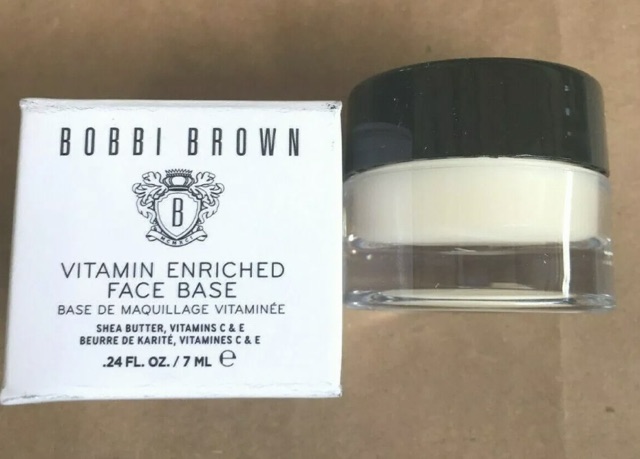 BOBBI BROWN
B
MCMXCI
VITAMIN ENRICHED
FACE BASE
BASE DE MAQUILLAGE VITAMINÉE
SHEA BUTTER, VITAMINS C & E
BEURRE DE KARITÉ, VITAMINES C & E
.24 FL. OZ. / 7 ML ℮